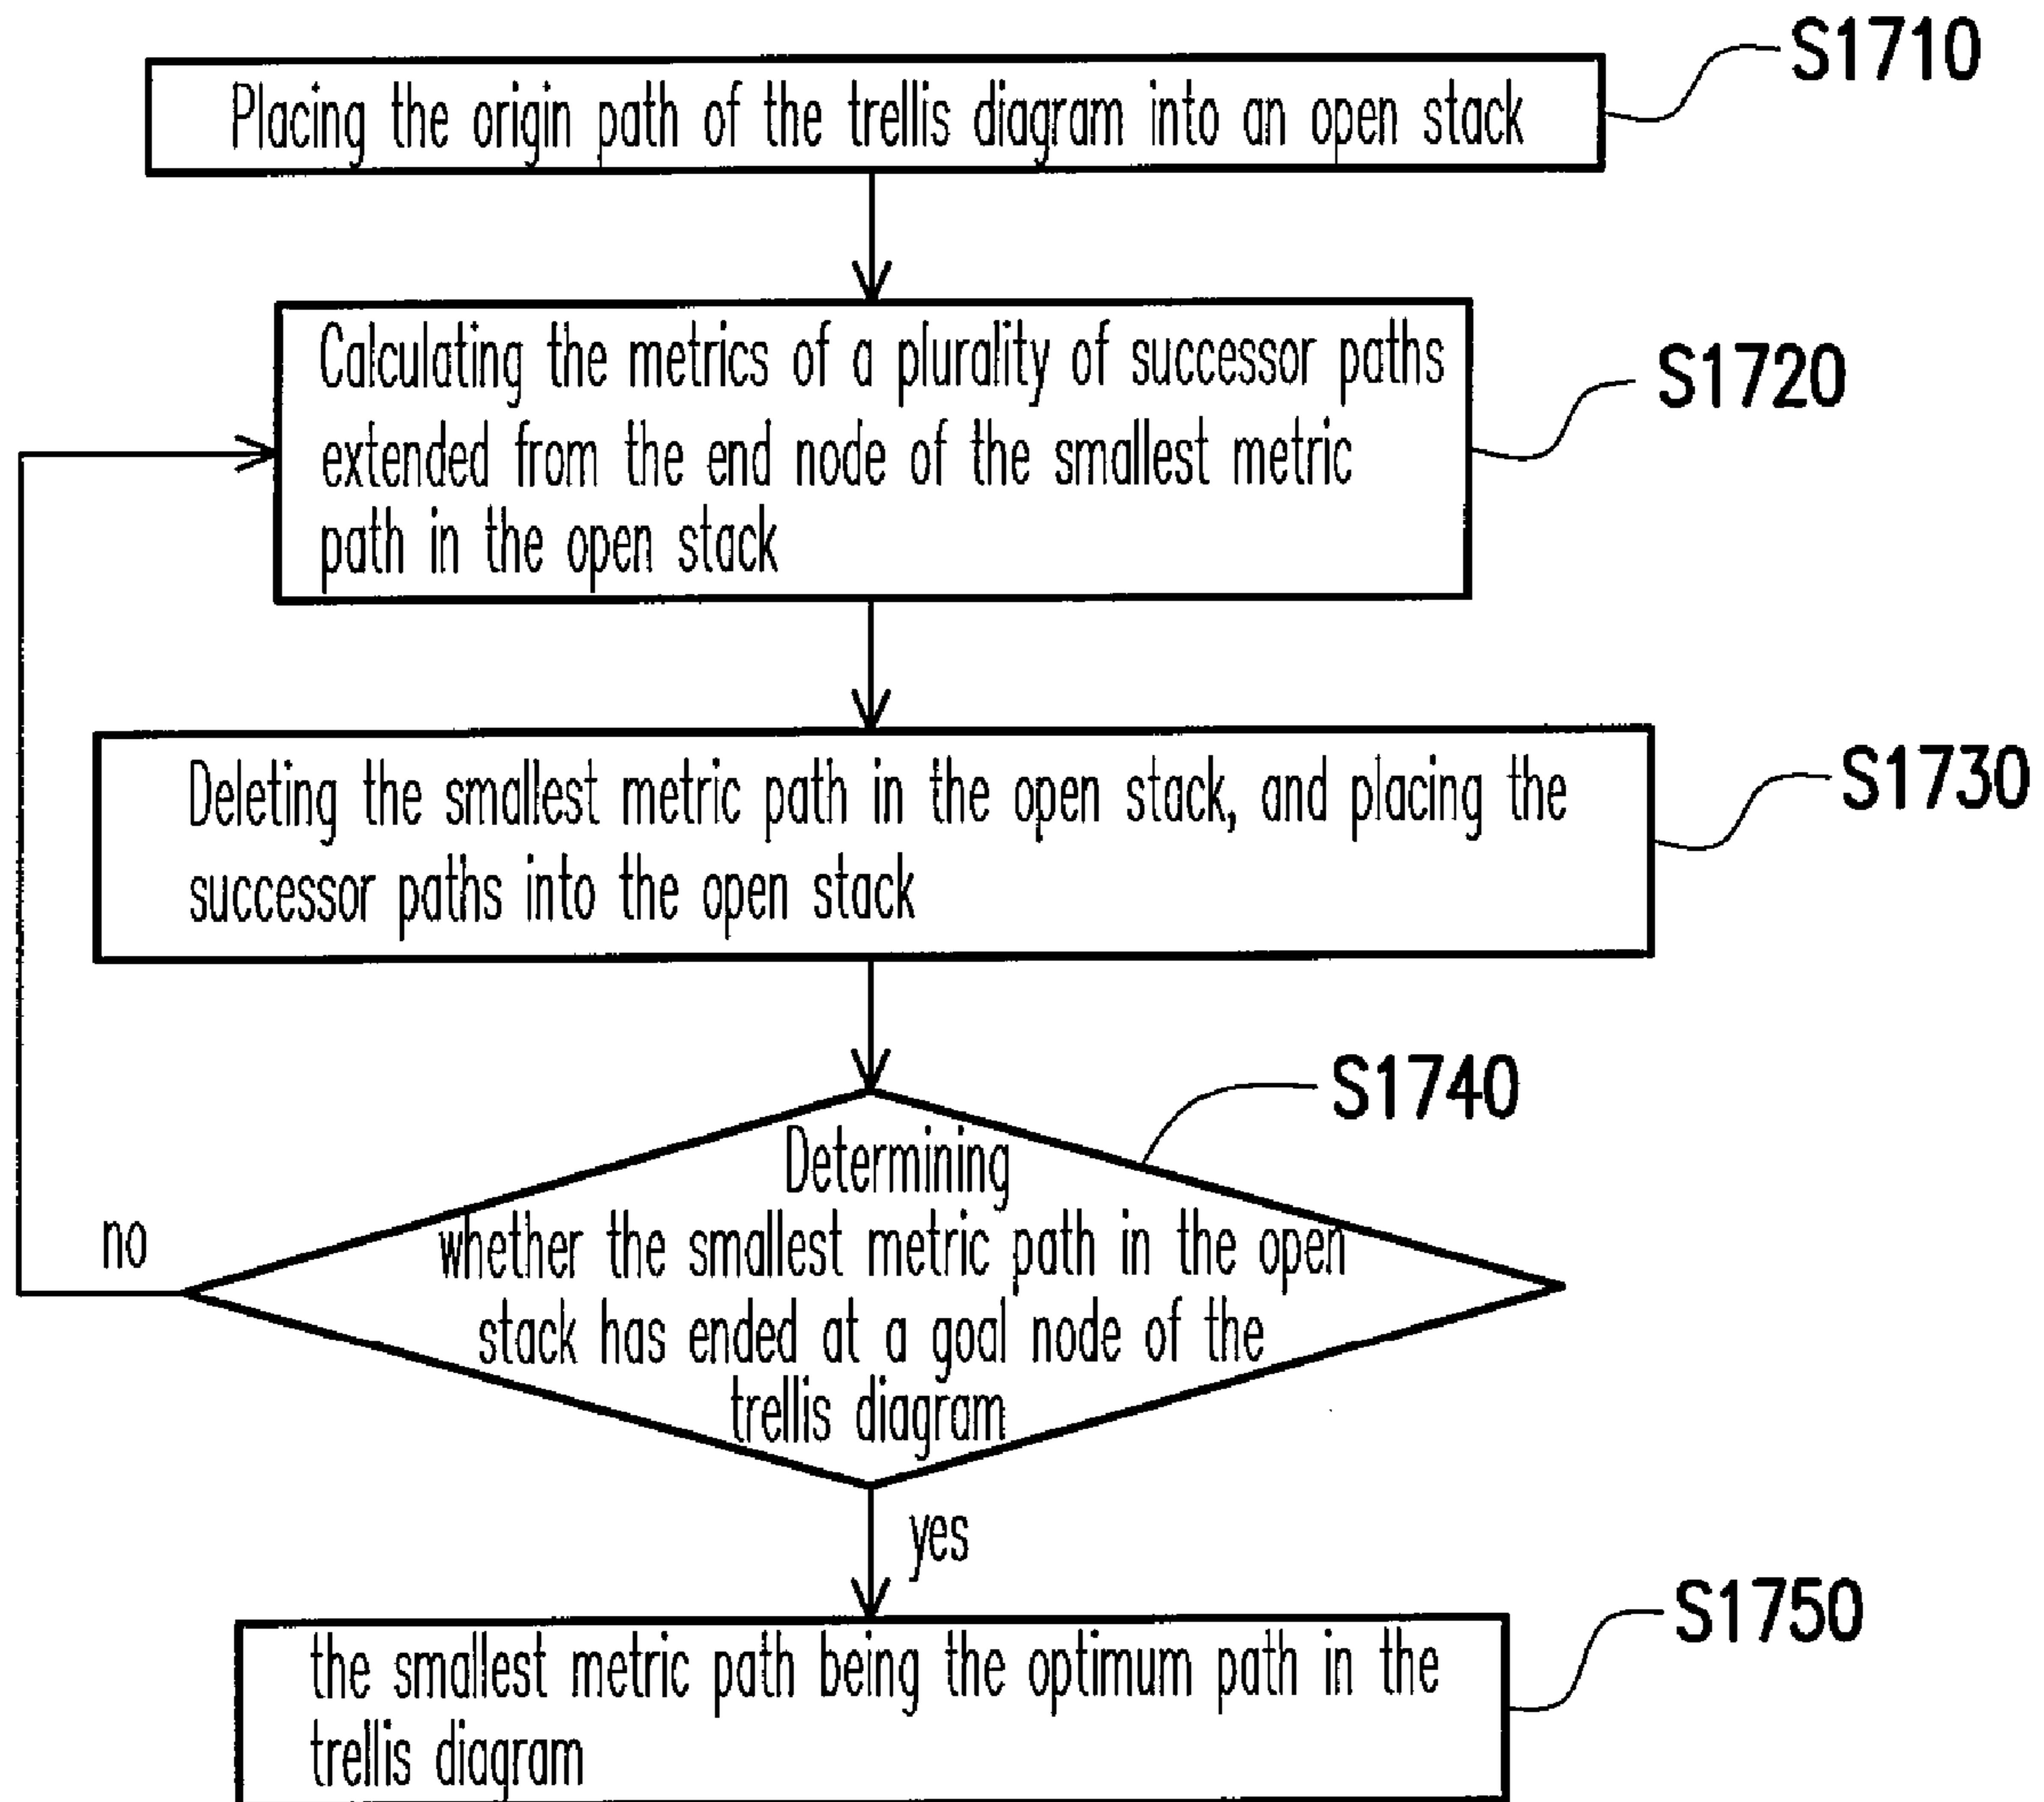 S1710
Placing the origin path of the trellis diagram into an open stack
Calculating the metrics of a plurality of successor paths
S1720
extended from the end node of the smallest metric
path in the open stack
S1730
Deleting the smallest metric path in the open stack, and placing the
successor paths into the open stack
S1740
Determining
no
whether the smallest metric path in the open
stack has ended at a goal node of the
trellis diagram
yes
S1750
the smallest metric path being the optimum path in the
trellis diagram